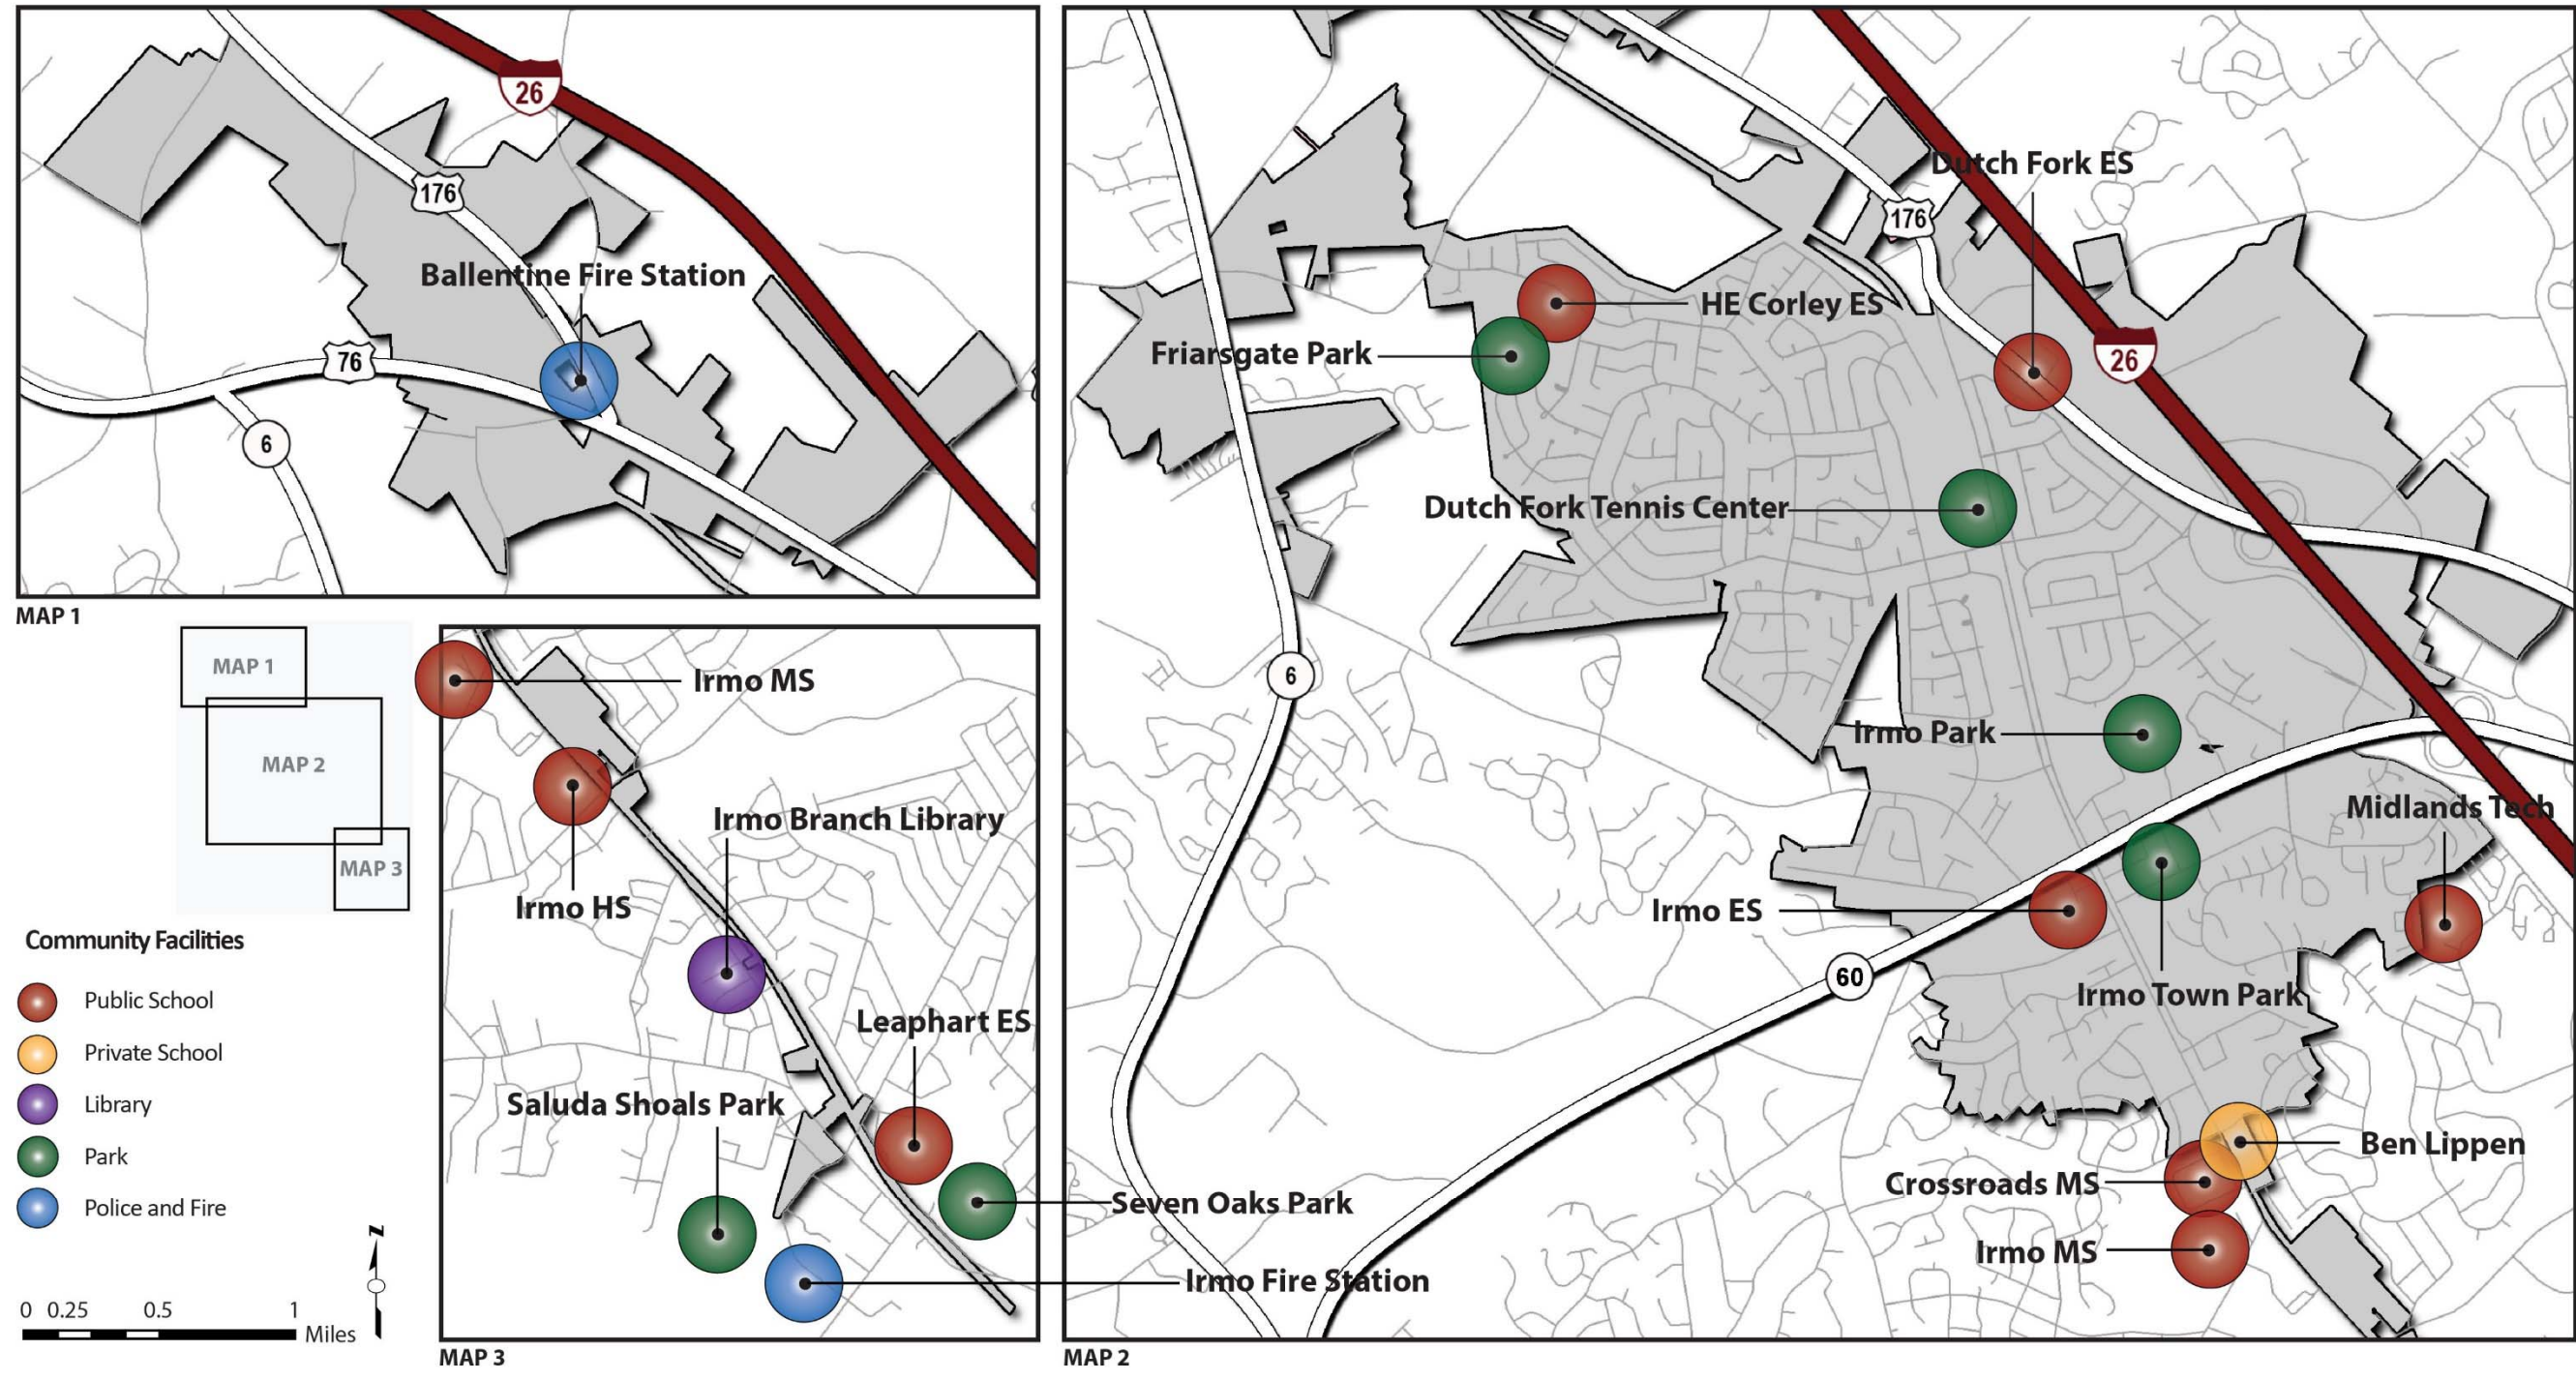 26
176
Ballentine Fire Station
76
6
MAP 1
MAP 1
MAP 2
MAP 3
Community Facilities
Public School
Private School
Library
Park
Police and Fire
N
0 0.25 0.5 1
Miles
Irmo MS
Irmo HS
Irmo Branch Library
Leaphart ES
Saluda Shoals Park
Seven Oaks Park
Irmo Fire Station
MAP 3
Dutch Fork ES
176
HE Corley ES
Friarsgate Park
26
Dutch Fork Tennis Center
6
Irmo Park
Midlands Tech
Irmo ES
60
Irmo Town Park
Ben Lippen
Crossroads MS
Irmo MS
MAP 2